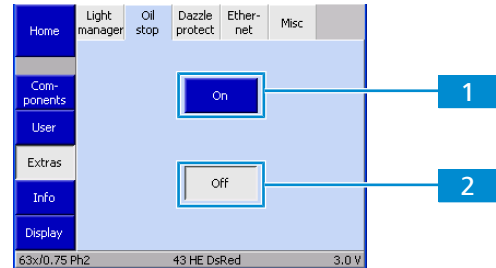 Home
Light
manager
Oil
stop
Dazzle
protect
Ether-
net
Misc
Com-
ponents
User
Extras
Info
Display
On
1
Off
2
63x/0.75 Ph2 43 HE DsRed 3.0 V